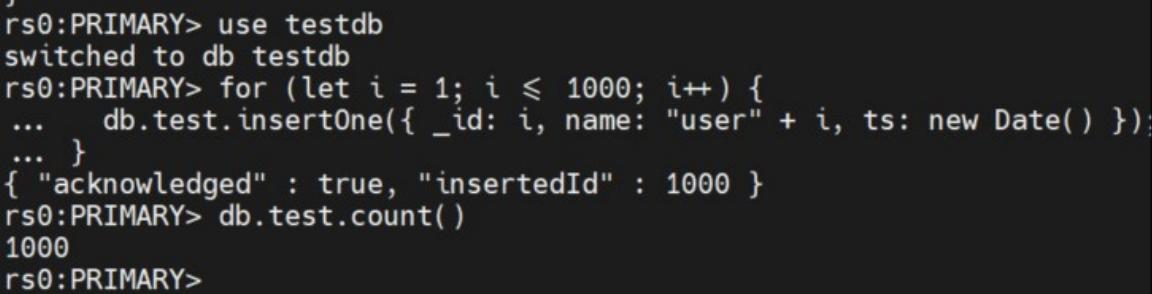 }
rs0:PRIMARY> use testdb
switched to db testdb
rs0:PRIMARY> for (let i = 1; i <= 1000; i++) {
...    db.test.insertOne({ _id: i, name: "user" + i, ts: new Date() });
... }
{ "acknowledged" : true, "insertedId" : 1000 }
rs0:PRIMARY> db.test.count()
1000
rs0:PRIMARY>